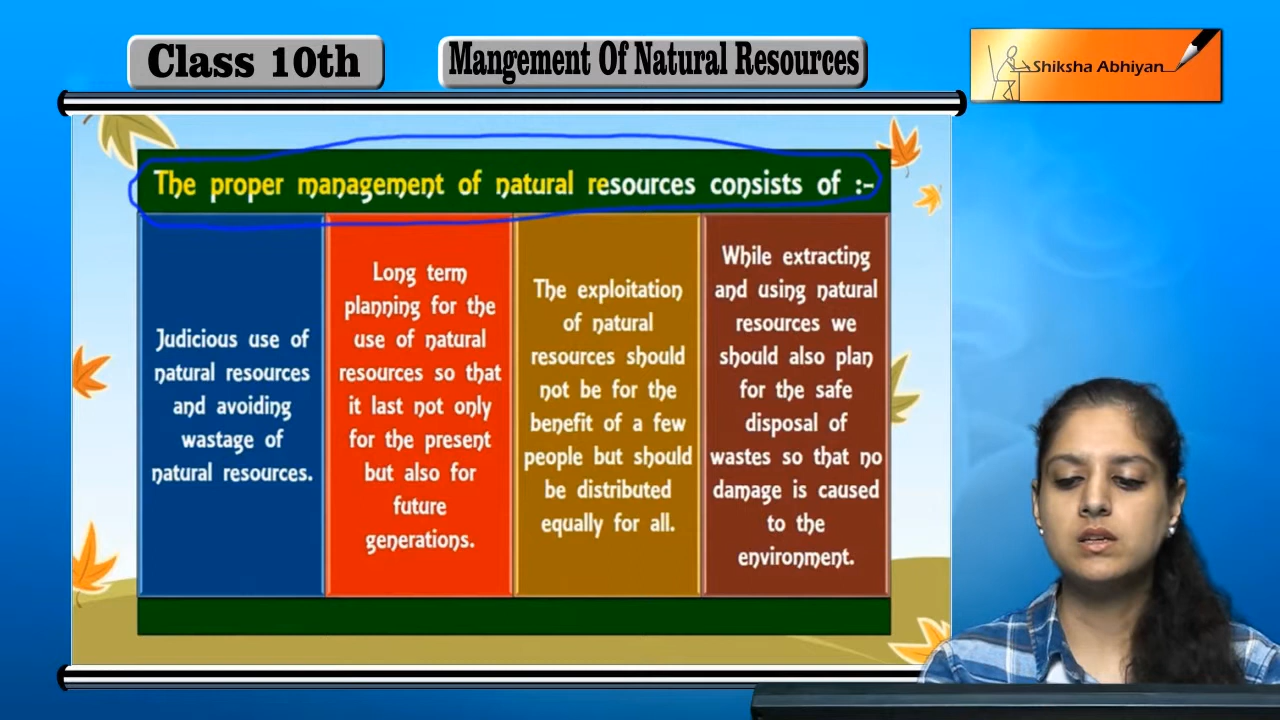 Class 10th
Mangement Of Natural Resources
Shiksha Abhiyan
The proper management of natural resources consists of :-
Judicious use of
natural resources
and avoiding
wastage of
natural resources.
Long term
planning for the
use of natural
resources so that
it last not only
for the present
but also for
future
generations.
The exploitation
of natural
resources should
not be for the
benefit of a few
people but should
be distributed
equally for all.
While extracting
and using natural
resources we
should also plan
for the safe
disposal of
wastes so that no
damage is caused
to the
environment.